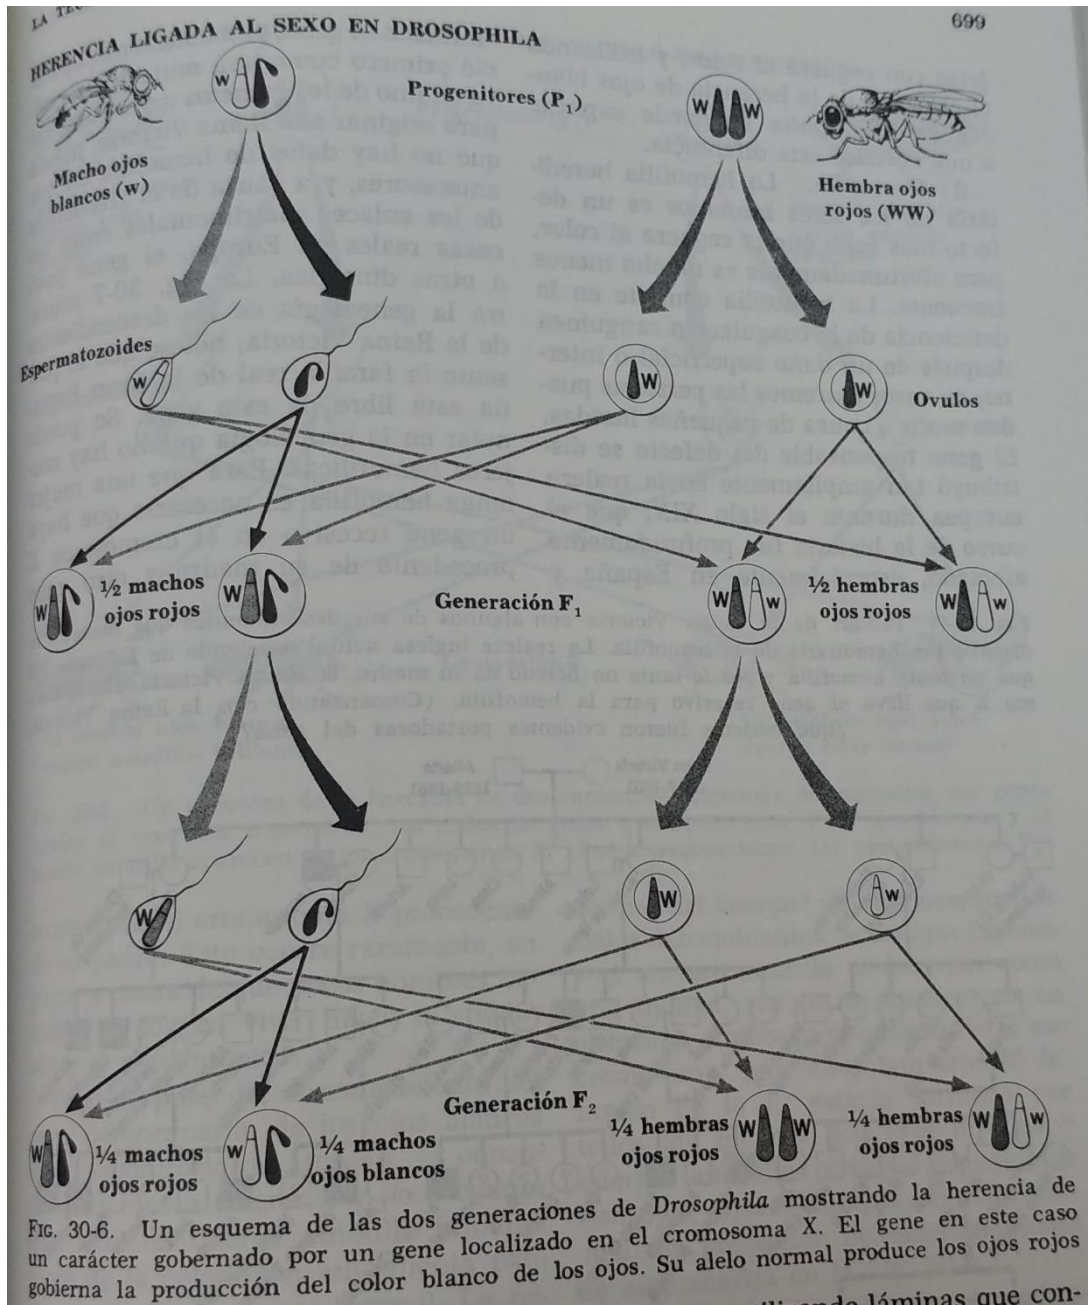 LA
699
HERENCIA LIGADA AL SEXO EN DROSOPHILA
w
Progenitores (P₁)
W W
Macho ojos
blancos (w)
Hembra ojos
rojos (WW)
Espermatozoides
w
W
W
Ovulos
W
1/2 machos
ojos rojos
W
Generación F₁
W w
1/2 hembras
ojos rojos
W w
W
W
w
Generación F₂
W
1/4 machos
ojos rojos
w
1/4 machos
ojos blancos
1/4 hembras
ojos rojos
W W
1/4 hembras
ojos rojos
W w
FIG. 30-6. Un esquema de las dos generaciones de Drosophila mostrando la herencia de
un carácter gobernado por un gene localizado en el cromosoma X. El gene en este caso
gobierna la producción del color blanco de los ojos. Su alelo normal produce los ojos rojos
láminas que con-